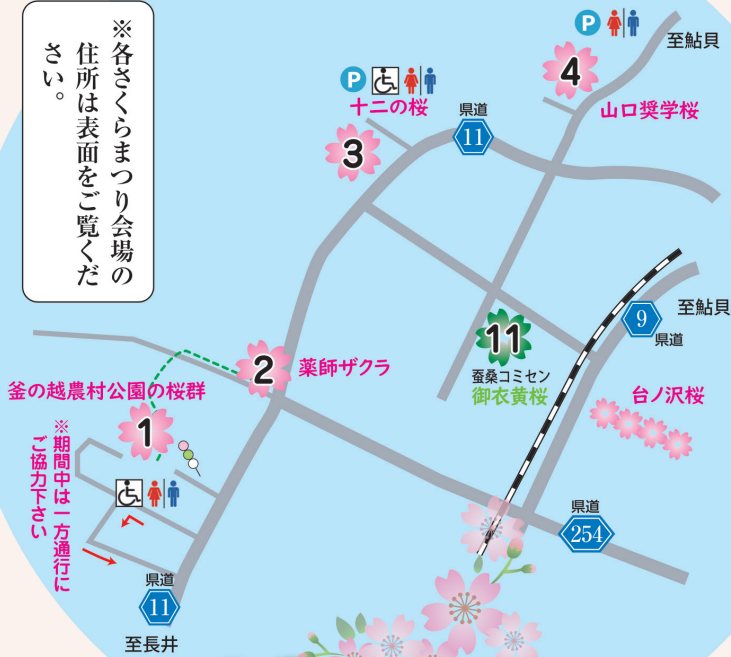 ※各さくらまつり会場の
住所は表面をご覧くだ
さい。
P
4
至鮎貝
山口奨学桜
P
十二の桜
3
県道
11
至鮎貝
9
県道
11
蚕桑コミセン
御衣黄桜
台ノ沢桜
2
薬師ザクラ
釜の越農村公園の桜群
1
※期間中は一方通行に
ご協力下さい
県道
254
県道
11
至長井